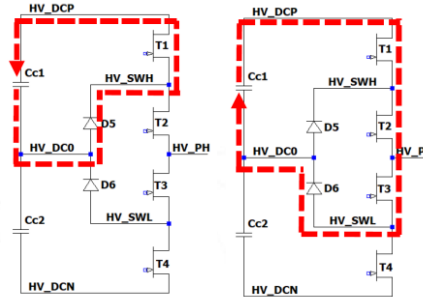 HV_DCP
T1
Cc1
HV_SWH
T2
D5
HV_DC0
HV_PH
D6
T3
Cc2
HV_SWL
T4
HV_DCN
HV_DCP
T1
Cc1
HV_SWH
T2
D5
HV_DC0
HV_P
D6
T3
Cc2
HV_SWL
T4
HV_DCN